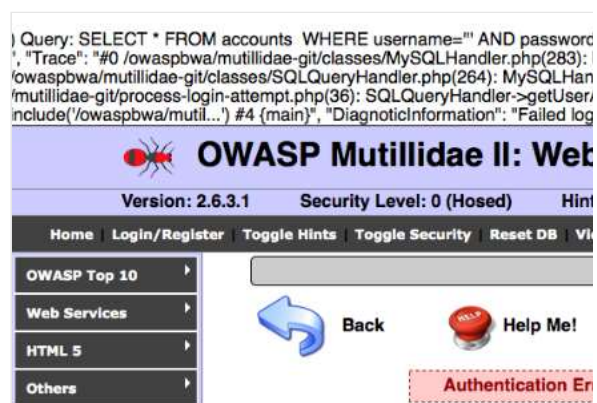 ) Query: SELECT * FROM accounts WHERE username=''' AND password
", "Trace": "#0 /owaspbwa/mutillidae-git/classes/MySQLHandler.php(283):
/owaspbwa/mutillidae-git/classes/SQLQueryHandler.php(264): MySQLHan
/mutillidae-git/process-login-attempt.php(36): SQLQueryHandler->getUser
include('/owaspbwa/mutil...') #4 {main}", "DiagnoticInformation": "Failed log
OWASP Mutillidae II: Web
Version: 2.6.3.1 Security Level: 0 (Hosed) Hint
Home Login/Register Toggle Hints Toggle Security Reset DB Vi
OWASP Top 10
Web Services
HTML 5
Others
Back
HELP
Help Me!
Authentication Er